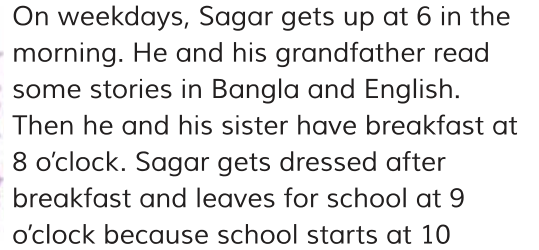 On weekdays, Sagar gets up at 6 in the
morning. He and his grandfather read
some stories in Bangla and English.
Then he and his sister have breakfast at
8 o’clock. Sagar gets dressed after
breakfast and leaves for school at 9
o’clock because school starts at 10